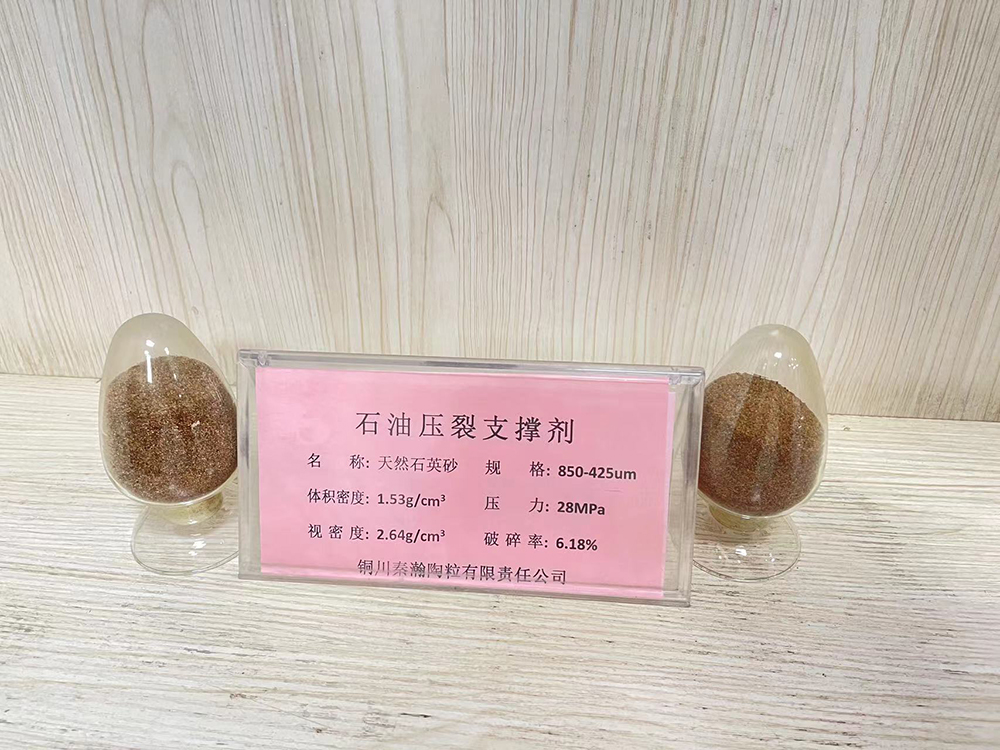 石油压裂支撑剂
名 称: 天然石英砂 规 格: 850-425um
体积密度: 1.53g/cm³ 压 力: 28MPa
视 密 度: 2.64g/cm³ 破 碎 率: 6.18%
铜川秦瀚陶粒有限责任公司